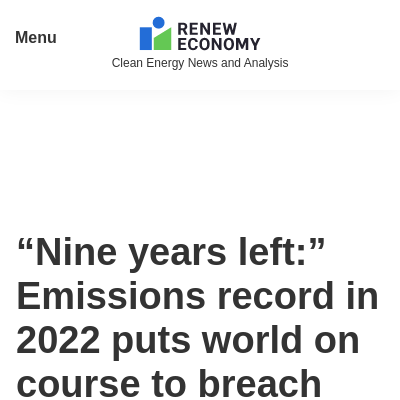 Menu
RENEW
ECONOMY
Clean Energy News and Analysis
“Nine years left:”
Emissions record in
2022 puts world on
course to breach